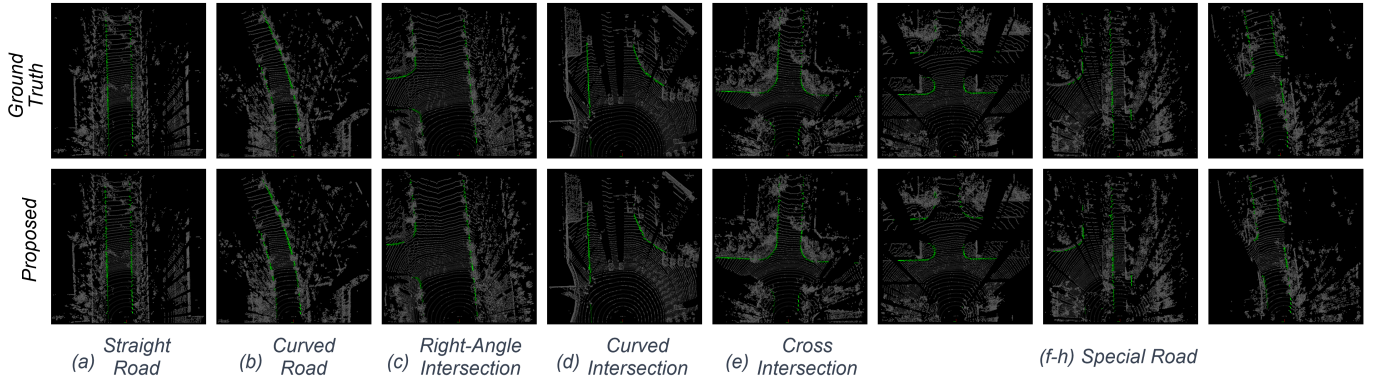 Ground
Truth
Proposed
(a) Straight
Road
(b) Curved
Road
(c) Right-Angle
Intersection
(d) Curved
Intersection
(e) Cross
Intersection
(f-h) Special Road